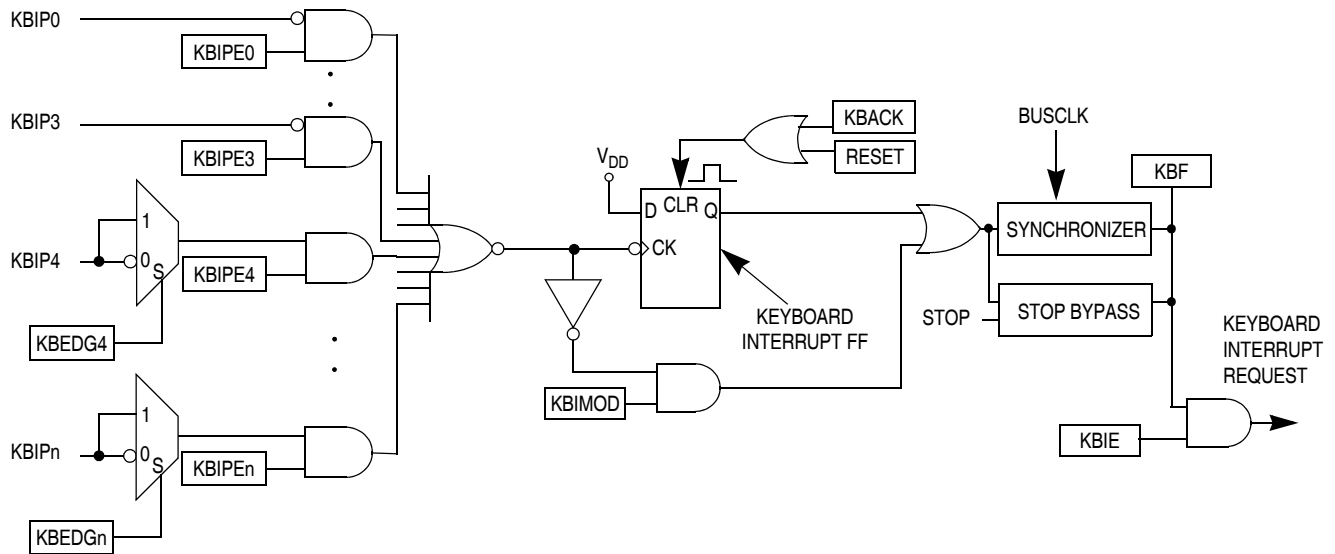 KBIP0
KBIPE0
KBIP3
KBIPE3
KBACK
RESET
BUSCLK
VDD
KBF
D CLR Q
CK
1
0
S
KBIP4
KBIPE4
SYNCHRONIZER
KBEDG4
STOP
STOP BYPASS
KEYBOARD
INTERRUPT FF
KEYBOARD
INTERRUPT
REQUEST
KBIMOD
1
0
S
KBIPn
KBIPEn
KBIE
KBEDGn